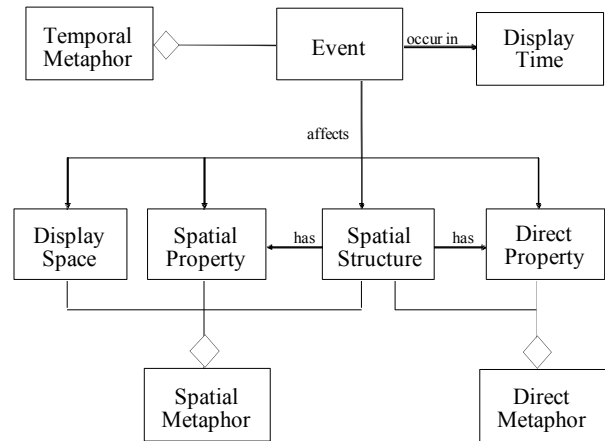 Temporal
Metaphor
Event
occur in
Display
Time
affects
Display
Space
Spatial
Property
has
Spatial
Structure
has
Direct
Property
Spatial
Metaphor
Direct
Metaphor